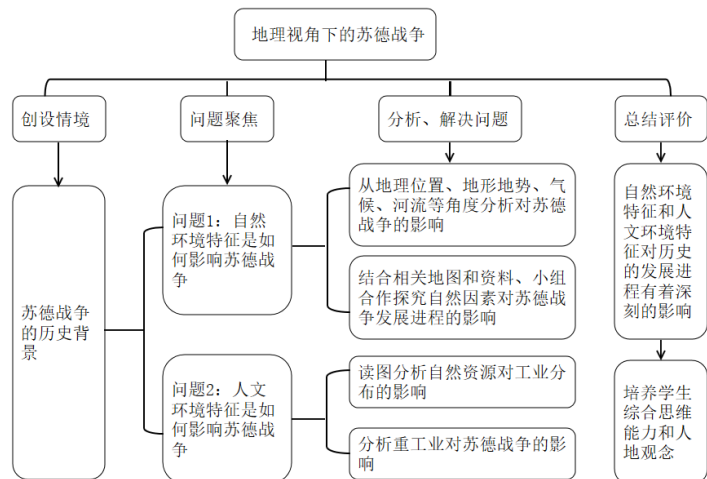 地理视角下的苏德战争
创设情境
问题聚焦
分析、解决问题
总结评价
苏德战争
的历史背
景
问题1：自然
环境特征是如
何影响苏德战
争
问题2：人文
环境特征是如
何影响苏德战
争
从地理位置、地形地势、气
候、河流等角度分析对苏德
战争的影响
结合相关地图和资料、小组
合作探究自然因素对苏德战
争发展进程的影响
读图分析自然资源对工业分
布的影响
分析重工业对苏德战争的影
响
自然环境
特征和人
文环境特
征对历史
的发展进
程有着深
刻的影响
培养学生
综合思维
能力和人
地观念